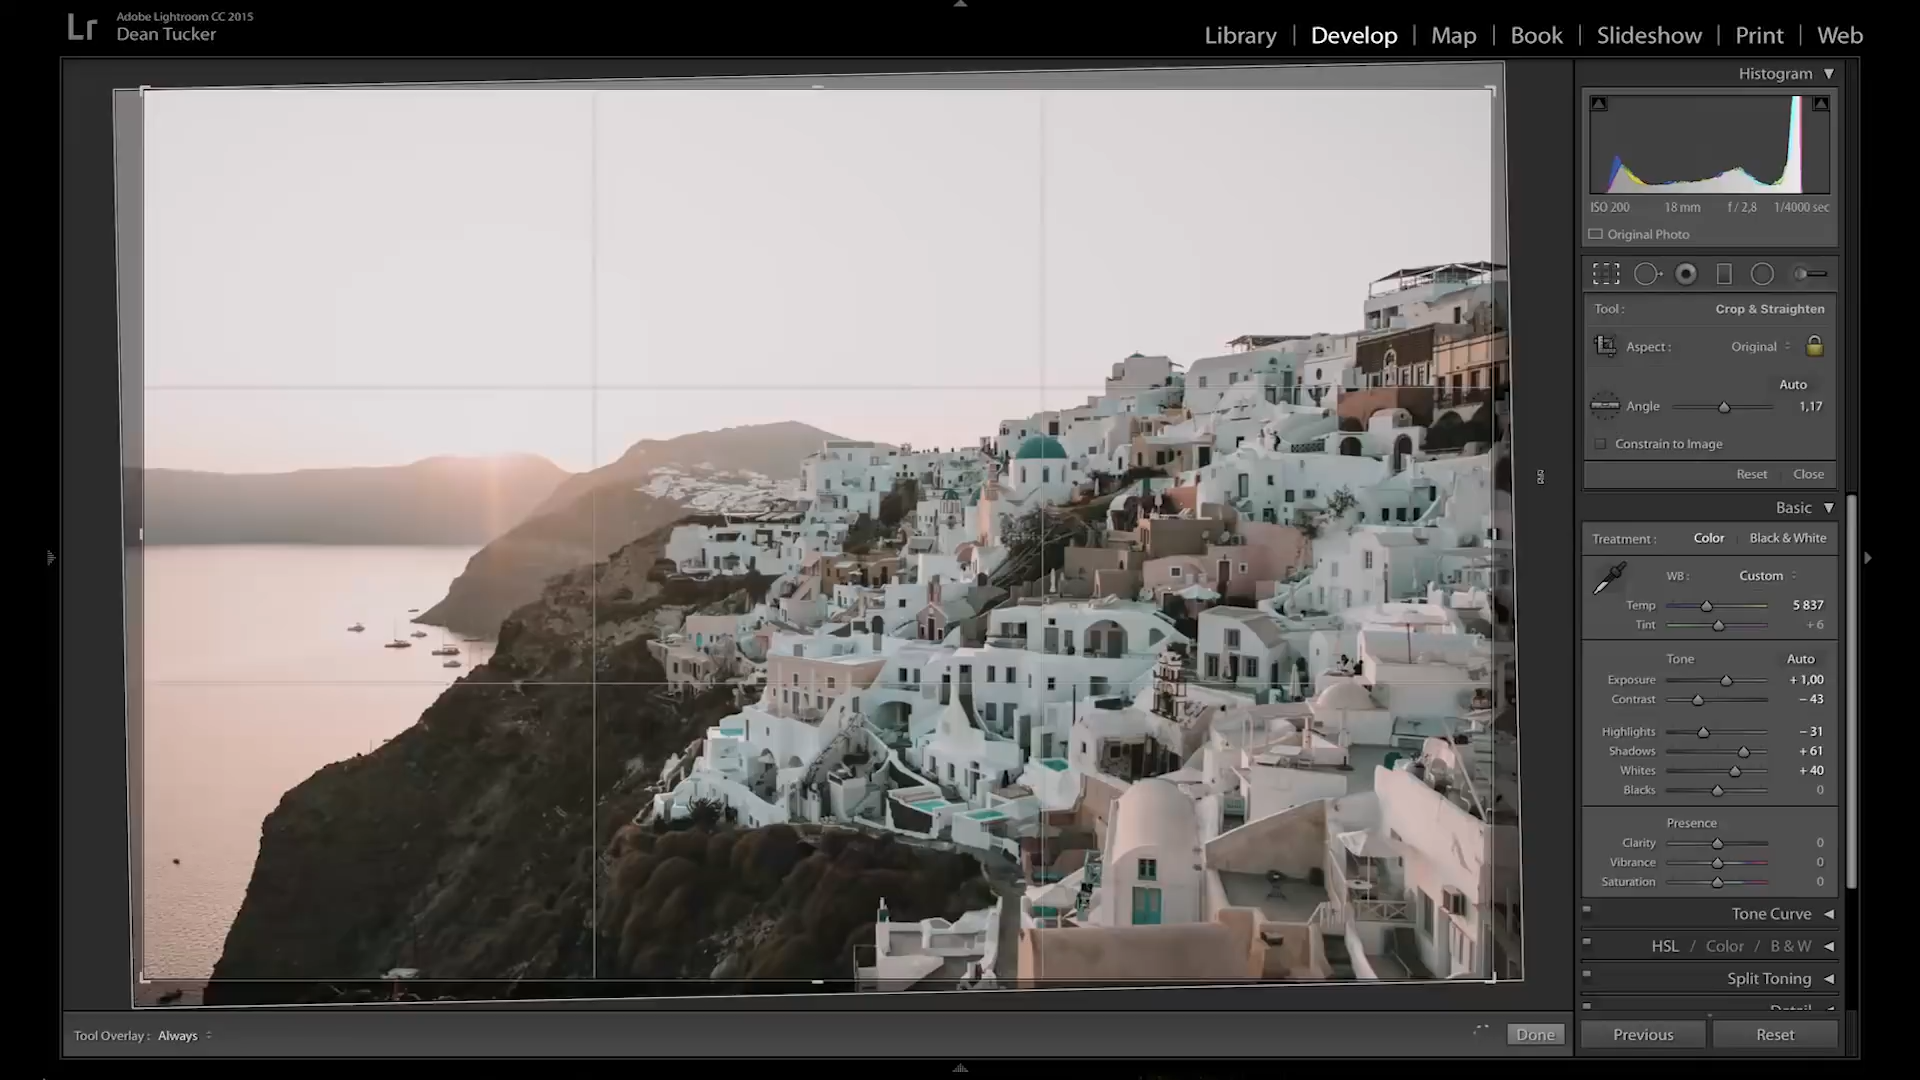 Lr
Adobe Lightroom CC 2015
Dean Tucker
Library | Develop | Map | Book | Slideshow | Print | Web
Histogram
ISO 200 18 mm f / 2,8 1/4000 sec
Original Photo
Tool : Crop & Straighten
Aspect : Original
Auto
Angle 1,17
Constrain to Image
Reset Close
Basic
Treatment : Color Black & White
WB : Custom
Temp 5 837
Tint + 6
Tone Auto
Exposure + 1,00
Contrast – 43
Highlights – 31
Shadows + 61
Whites + 40
Blacks 0
Presence
Clarity 0
Vibrance 0
Saturation 0
Tone Curve
HSL / Color / B & W
Split Toning
Detail
Tool Overlay : Always
Done
Previous
Reset